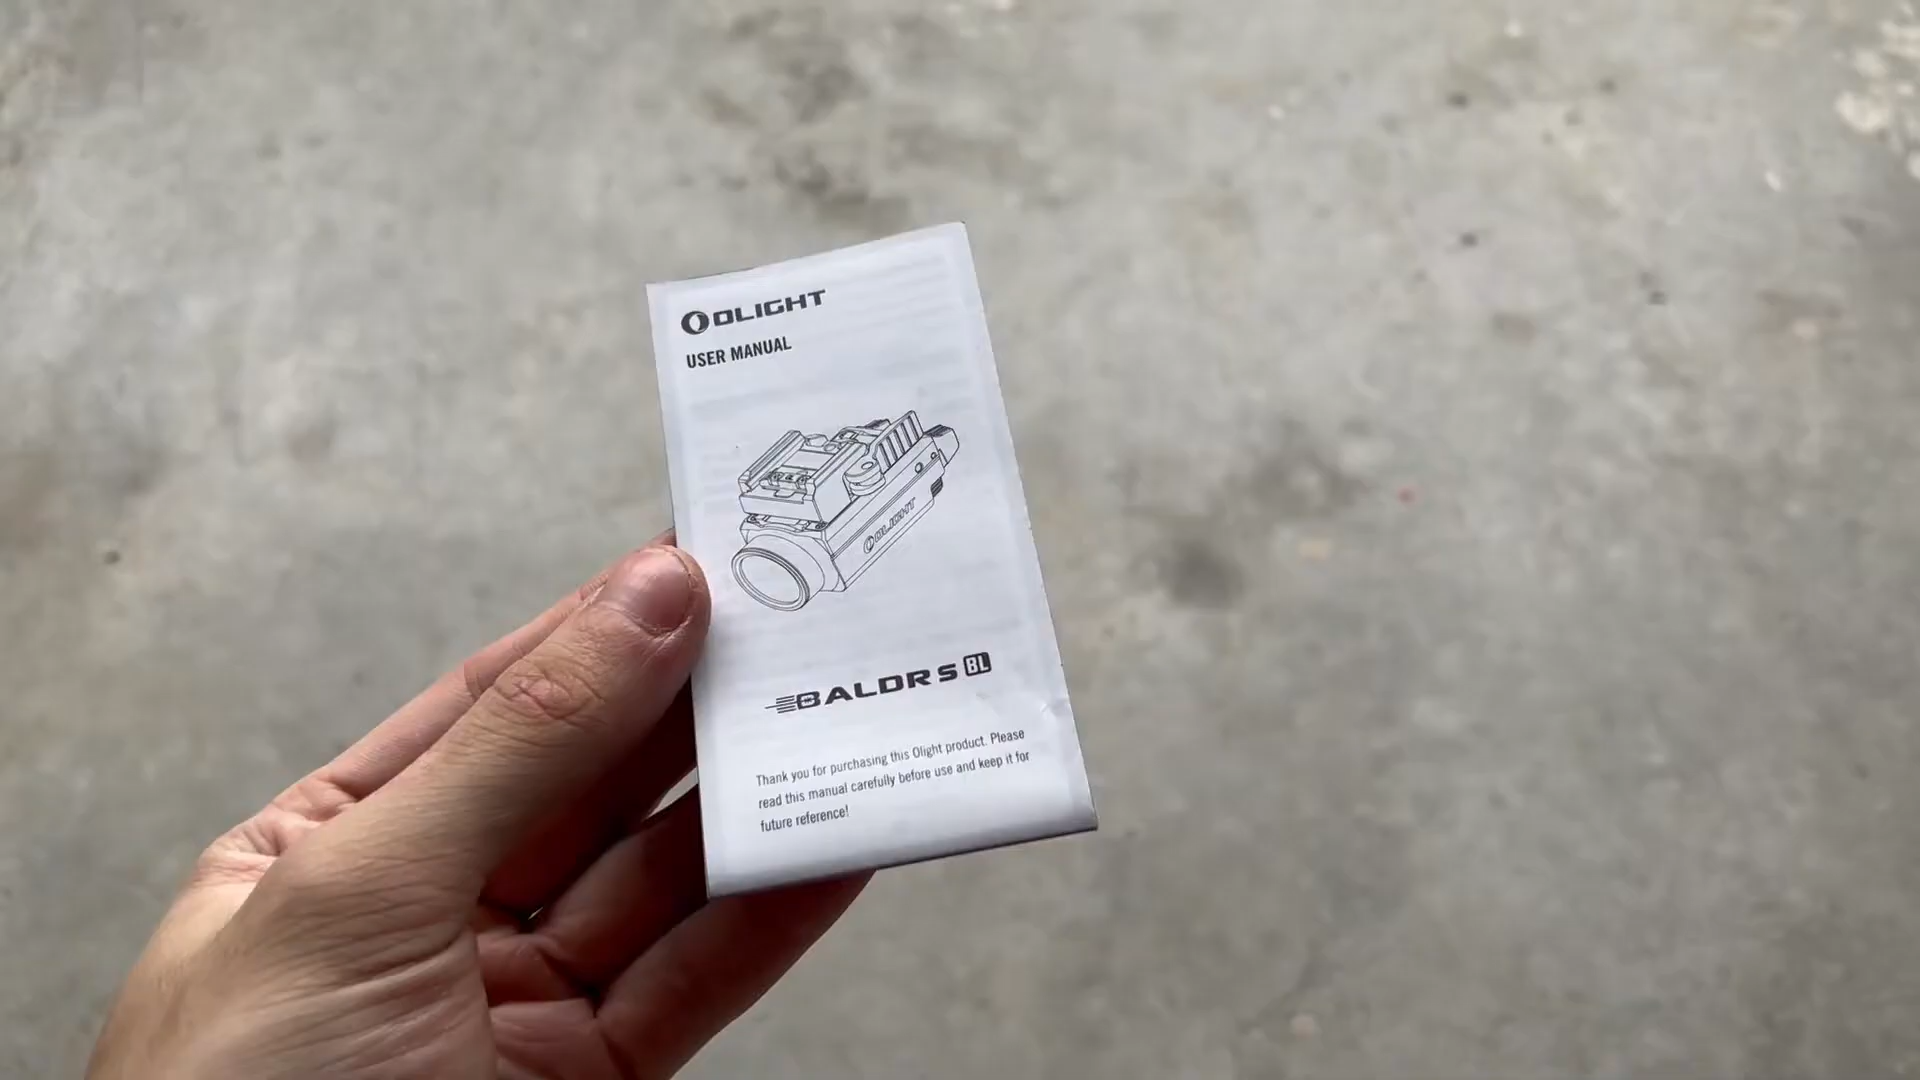 OLIGHT
USER MANUAL
OLIGHT
BALDR S BL
Thank you for purchasing this Olight product. Please
read this manual carefully before use and keep it for
future reference!